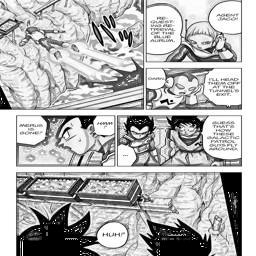 AGENT
JACO!
RE-
QUEST-
ING RE-
TRIEVAL
OF THE
BLUE
AURUM.
I'LL HEAD
THEM OFF
AT THE
TUNNEL'S
EXIT.
DARN.
GUESS
THAT'S
HOW
THESE
GALACTIC
PATROL
GUYS FLY
AROUND.
...
HMM?
MERUS
IS
GONE?
HUH?